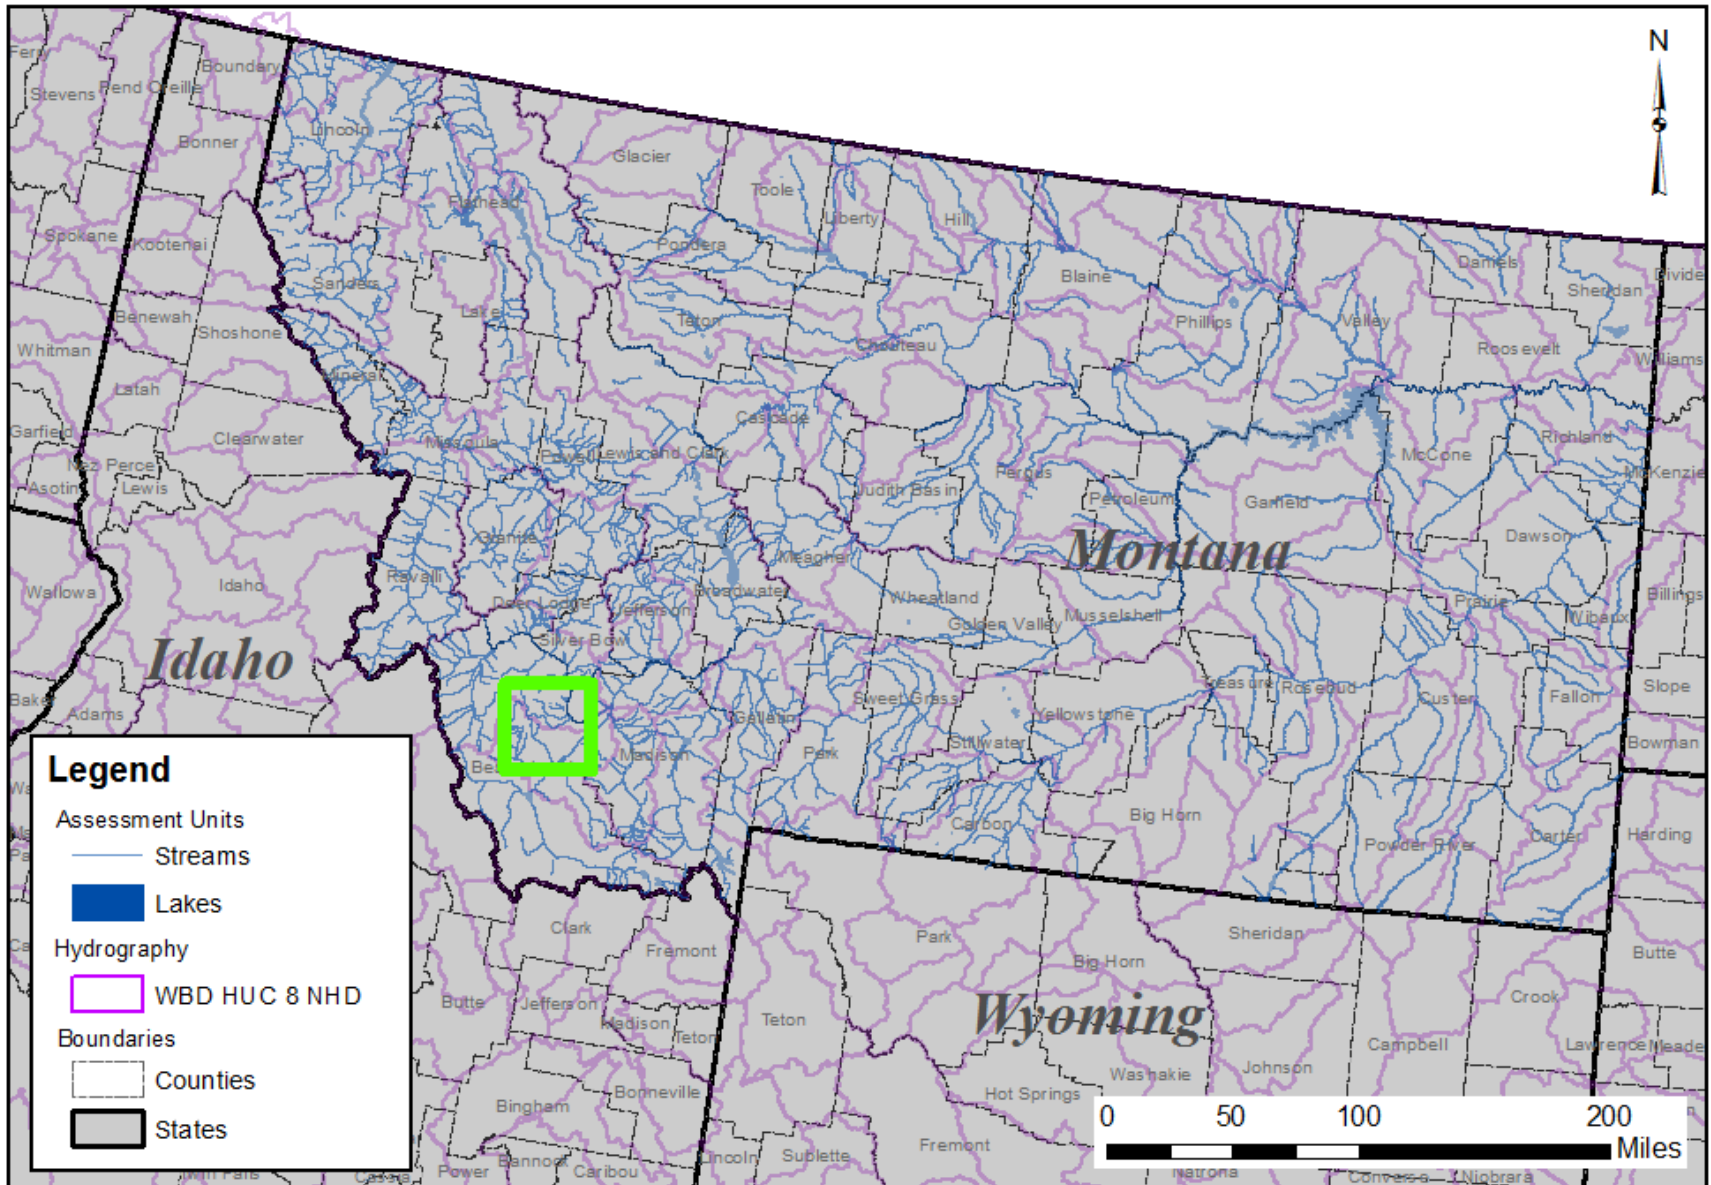 N
Ferry
Boundary
Stevens
Pend Oreille
Bonner
Lincoln
Glacier
Toole
Flathead
Liberty
Hill
Spokane
Kootenai
Pondera
Blaine
Daniels
Divide
Sheridan
Sanders
Benewah
Shoshone
Lake
Teton
Phillips
Valley
Chouteau
Roosevelt
Whitman
Williams
Mineral
Latah
Cascade
Garfield
Clearwater
Missoula
Powell
Lewis and Clark
Richland
McCone
Nez Perce
Fergus
McKenzie
Asotin
Lewis
Judith Basin
Petroleum
Garfield
Granite
Dawson
Montana
Meagher
Ravalli
Idaho
Wallowa
Broadwater
Wheatland
Deer Lodge
Jefferson
Prairie
Billings
Musselshell
Wibaux
Golden Valley
Silver Bow
Idaho
Treasure
Rosebud
Slope
Baker
Sweet Grass
Custer
Fallon
Adams
Gallatin
Yellowstone
Stillwater
Bowman
Madison
Park
Legend
Big Horn
Assessment Units
Streams
Carbon
Powder River
Carter
Harding
Lakes
Clark
Park
Sheridan
Hydrography
Fremont
Butte
Big Horn
WBD HUC 8 NHD
Butte
Jefferson
Crook
Wyoming
Madison
Teton
Teton
Boundaries
Campbell
Lawrence
Meade
Counties
Washakie
Johnson
Bonneville
Hot Springs
Bingham
0 50 100 200
States
Miles
Fremont
Lincoln
Sublette
Power
Bannock
Caribou
Cassia
Natrona
Converse
Niobrara